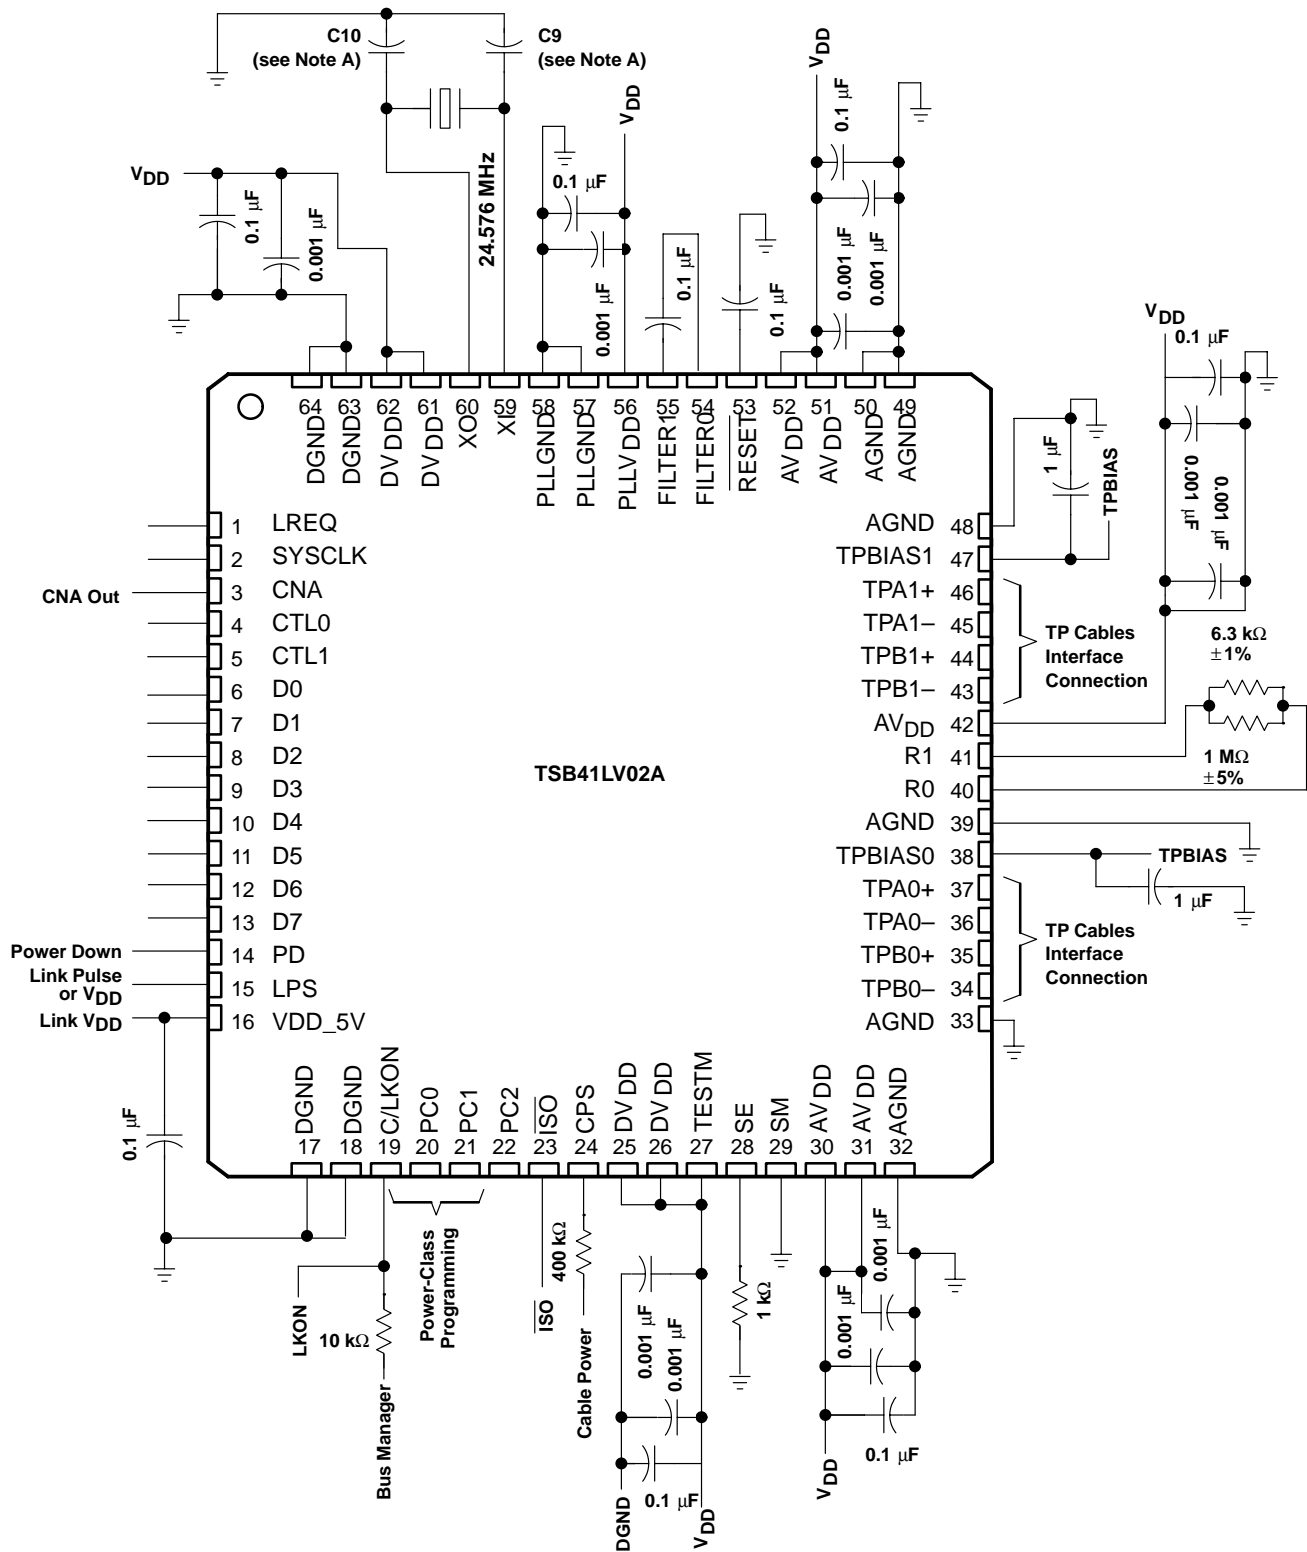 C10
(see Note A)
C9
(see Note A)
24.576 MHz
VDD
0.1 μF
0.001 μF
0.1 μF
0.001 μF
VDD
0.1 μF
0.1 μF
VDD
0.1 μF
0.001 μF
0.001 μF
64 63 62 61 60 59 58 57 56 55 54 53 52 51 50 49
DGND
DGND
DVDD
DVDD
XO
XI
PLLGND
PLLGND
PLLVDD
FILTER1
FILTER0
RESET
AVDD
AVDD
AGND
AGND
1 LREQ
2 SYSCLK
CNA Out 3 CNA
4 CTL0
5 CTL1
6 D0
7 D1
8 D2
9 D3
10 D4
11 D5
12 D6
13 D7
Power Down 14 PD
Link Pulse
or VDD 15 LPS
Link VDD 16 VDD_5V
0.1 μF
TSB41LV02A
AGND 48
TPBIAS1 47
TPA1+ 46
TPA1– 45
TPB1+ 44
TPB1– 43
AVDD 42
R1 41
R0 40
AGND 39
TPBIAS0 38
TPA0+ 37
TPA0– 36
TPB0+ 35
TPB0– 34
AGND 33
1 μF
TPBIAS
VDD
0.1 μF
0.001 μF
0.001 μF
TP Cables
Interface
Connection
6.3 kΩ
±1%
1 MΩ
±5%
TPBIAS
1 μF
TP Cables
Interface
Connection
DGND
DGND
C/LKON
PC0
PC1
PC2
ISO
CPS
DVDD
DVDD
TESTM
SE
SM
AVDD
AVDD
AGND
17 18 19 20 21 22 23 24 25 26 27 28 29 30 31 32
LKON
10 kΩ
Bus Manager
Power-Class
Programming
ISO
400 kΩ
Cable Power
0.001 μF
0.001 μF
0.1 μF
DGND
VDD
1 kΩ
0.001 μF
0.001 μF
0.1 μF
VDD